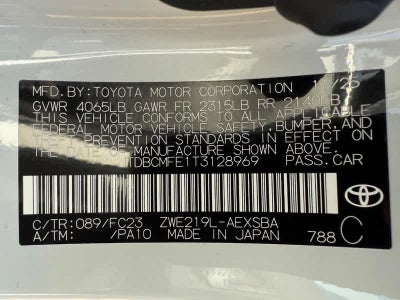 MFD.BY:TOYOTA MOTOR CORPORATION
GVWR 4065LB GAWR FR 2315LB RR 2140LB
THIS VEHICLE CONFORMS TO ALL APPLICABLE
FEDERAL MOTOR VEHICLE SAFETY, BUMPER, AND
THEFT PREVENTION STANDARDS IN EFFECT ON
THE DATE OF MANUFACTURE SHOWN ABOVE.
JTDBCMFE1T3128969 PASS.CAR
C/TR:089/FC23 ZWE219L-AEXSBA
A/TM: /PA10 MADE IN JAPAN 788 C
TOYOTA